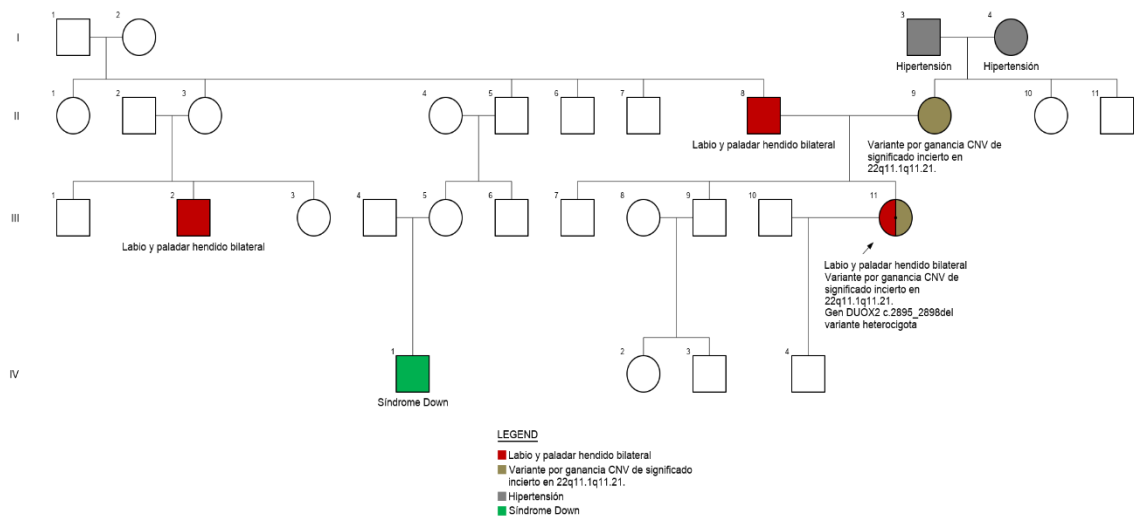 1
2
3
4
I
Hipertensión
Hipertensión
1
2
3
4
5
6
7
8
9
10
11
II
Labio y paladar hendido bilateral
Variante por ganancia CNV de
significado incierto en
22q11.1q11.21.
1
2
3
4
5
6
7
8
9
10
11
III
Labio y paladar hendido bilateral
Labio y paladar hendido bilateral
Variante por ganancia CNV de
significado incierto en
22q11.1q11.21.
Gen DUOX2 c.2895_2898del
variante heterocigota
1
2
3
4
IV
Síndrome Down
LEGEND
Labio y paladar hendido bilateral
Variante por ganancia CNV de significado
incierto en 22q11.1q11.21.
Hipertensión
Síndrome Down